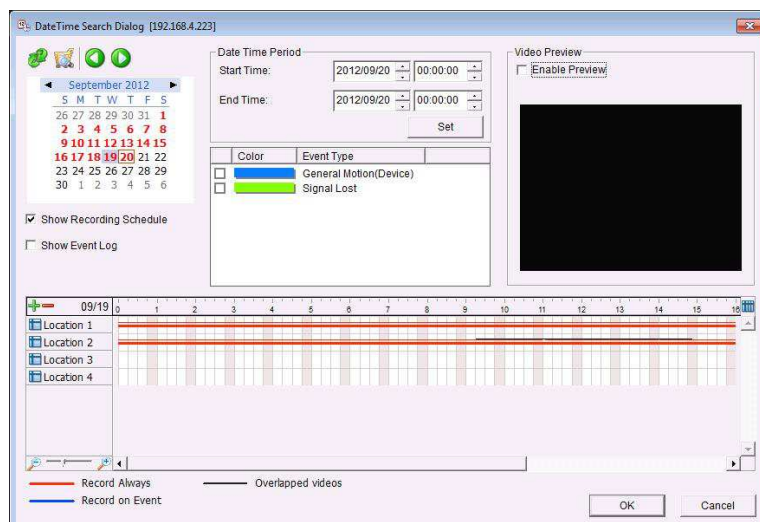 DateTime Search Dialog [192.168.4.223]
September 2012
S M T W T F S
26 27 28 29 30 31 1
2 3 4 5 6 7 8
9 10 11 12 13 14 15
16 17 18 19 20 21 22
23 24 25 26 27 28 29
30 1 2 3 4 5 6
Show Recording Schedule
Show Event Log
Date Time Period
Start Time: 2012/09/20 00:00:00
End Time: 2012/09/20 00:00:00
Set
Color Event Type
General Motion(Device)
Signal Lost
Video Preview
Enable Preview
09/19 0 1 2 3 4 5 6 7 8 9 10 11 12 13 14 15 16
Location 1
Location 2
Location 3
Location 4
Record Always Overlapped videos
Record on Event
OK Cancel